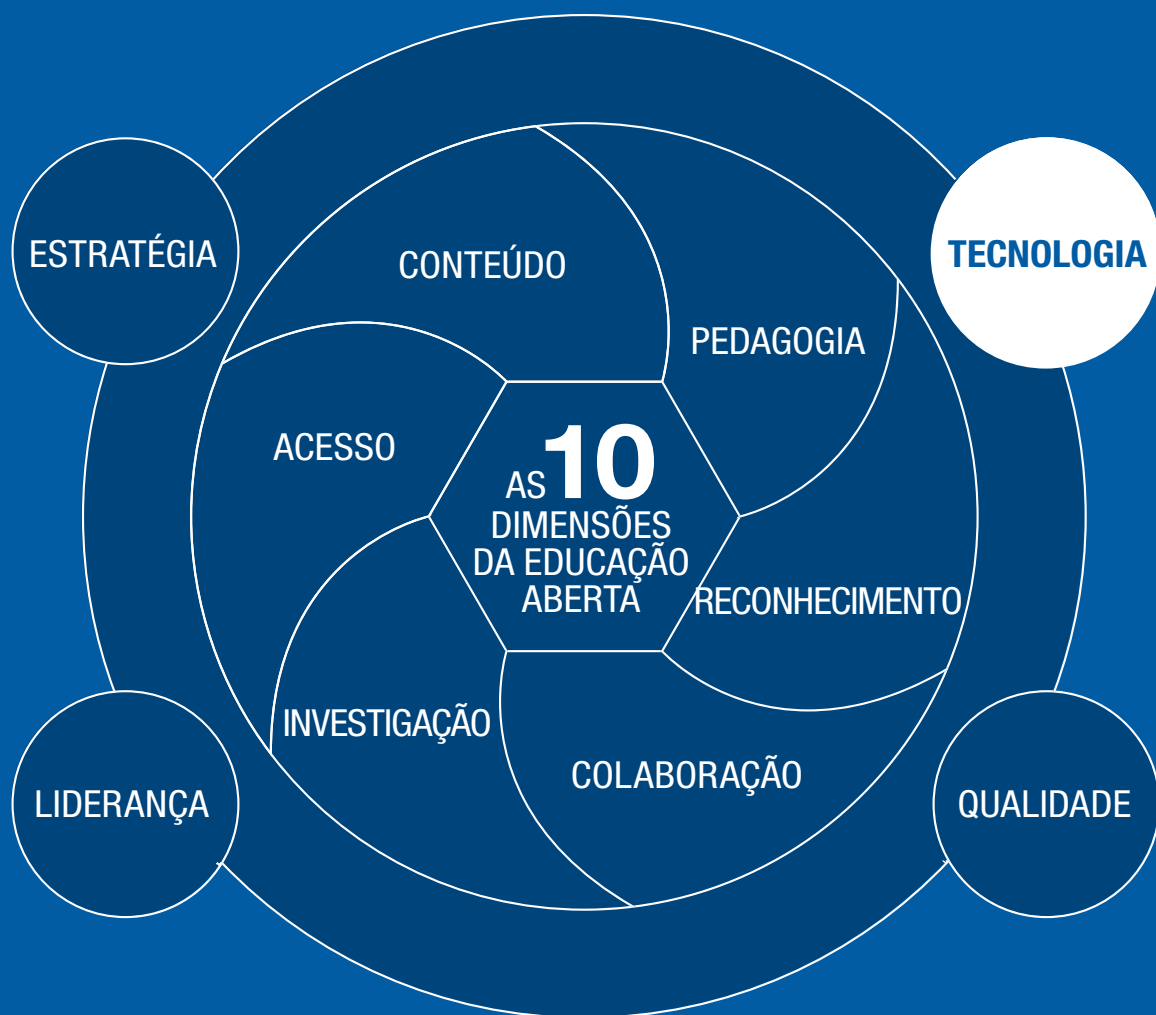 ESTRATÉGIA
TECNOLOGIA
CONTEÚDO
PEDAGOGIA
ACESSO
AS 10
DIMENSÕES
DA EDUCAÇÃO
ABERTA
RECONHECIMENTO
INVESTIGAÇÃO
COLABORAÇÃO
LIDERANÇA
QUALIDADE